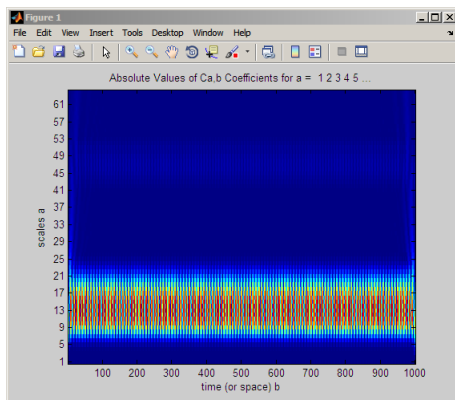 Figure 1
File Edit View Insert Tools Desktop Window Help
Absolute Values of Ca,b Coefficients for a = 1 2 3 4 5 ...
61
57
53
49
45
41
37
33
29
25
21
17
13
9
5
1
scales a
100 200 300 400 500 600 700 800 900 1000
time (or space) b